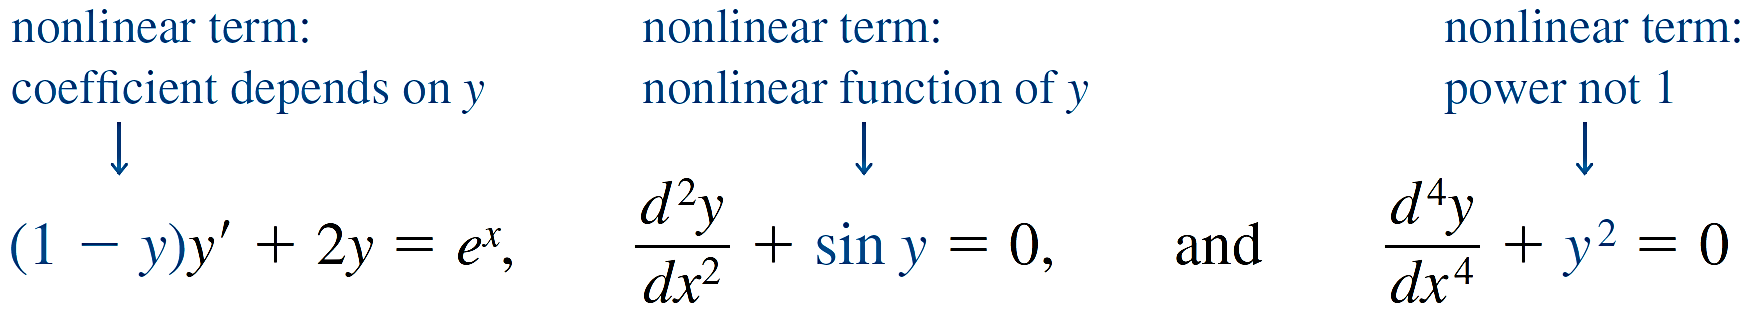 nonlinear term:
coefficient depends on y
nonlinear term:
nonlinear function of y
nonlinear term:
power not 1
↓ ↓ ↓
(1 − y)y′ + 2y = eˣ, d²y/dx² + sin y = 0, and d⁴y/dx⁴ + y² = 0